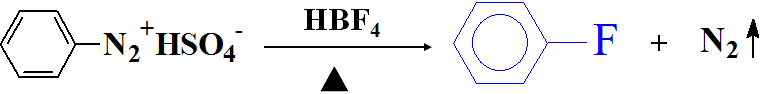 N₂⁺HSO₄⁻ HBF₄ F + N₂↑